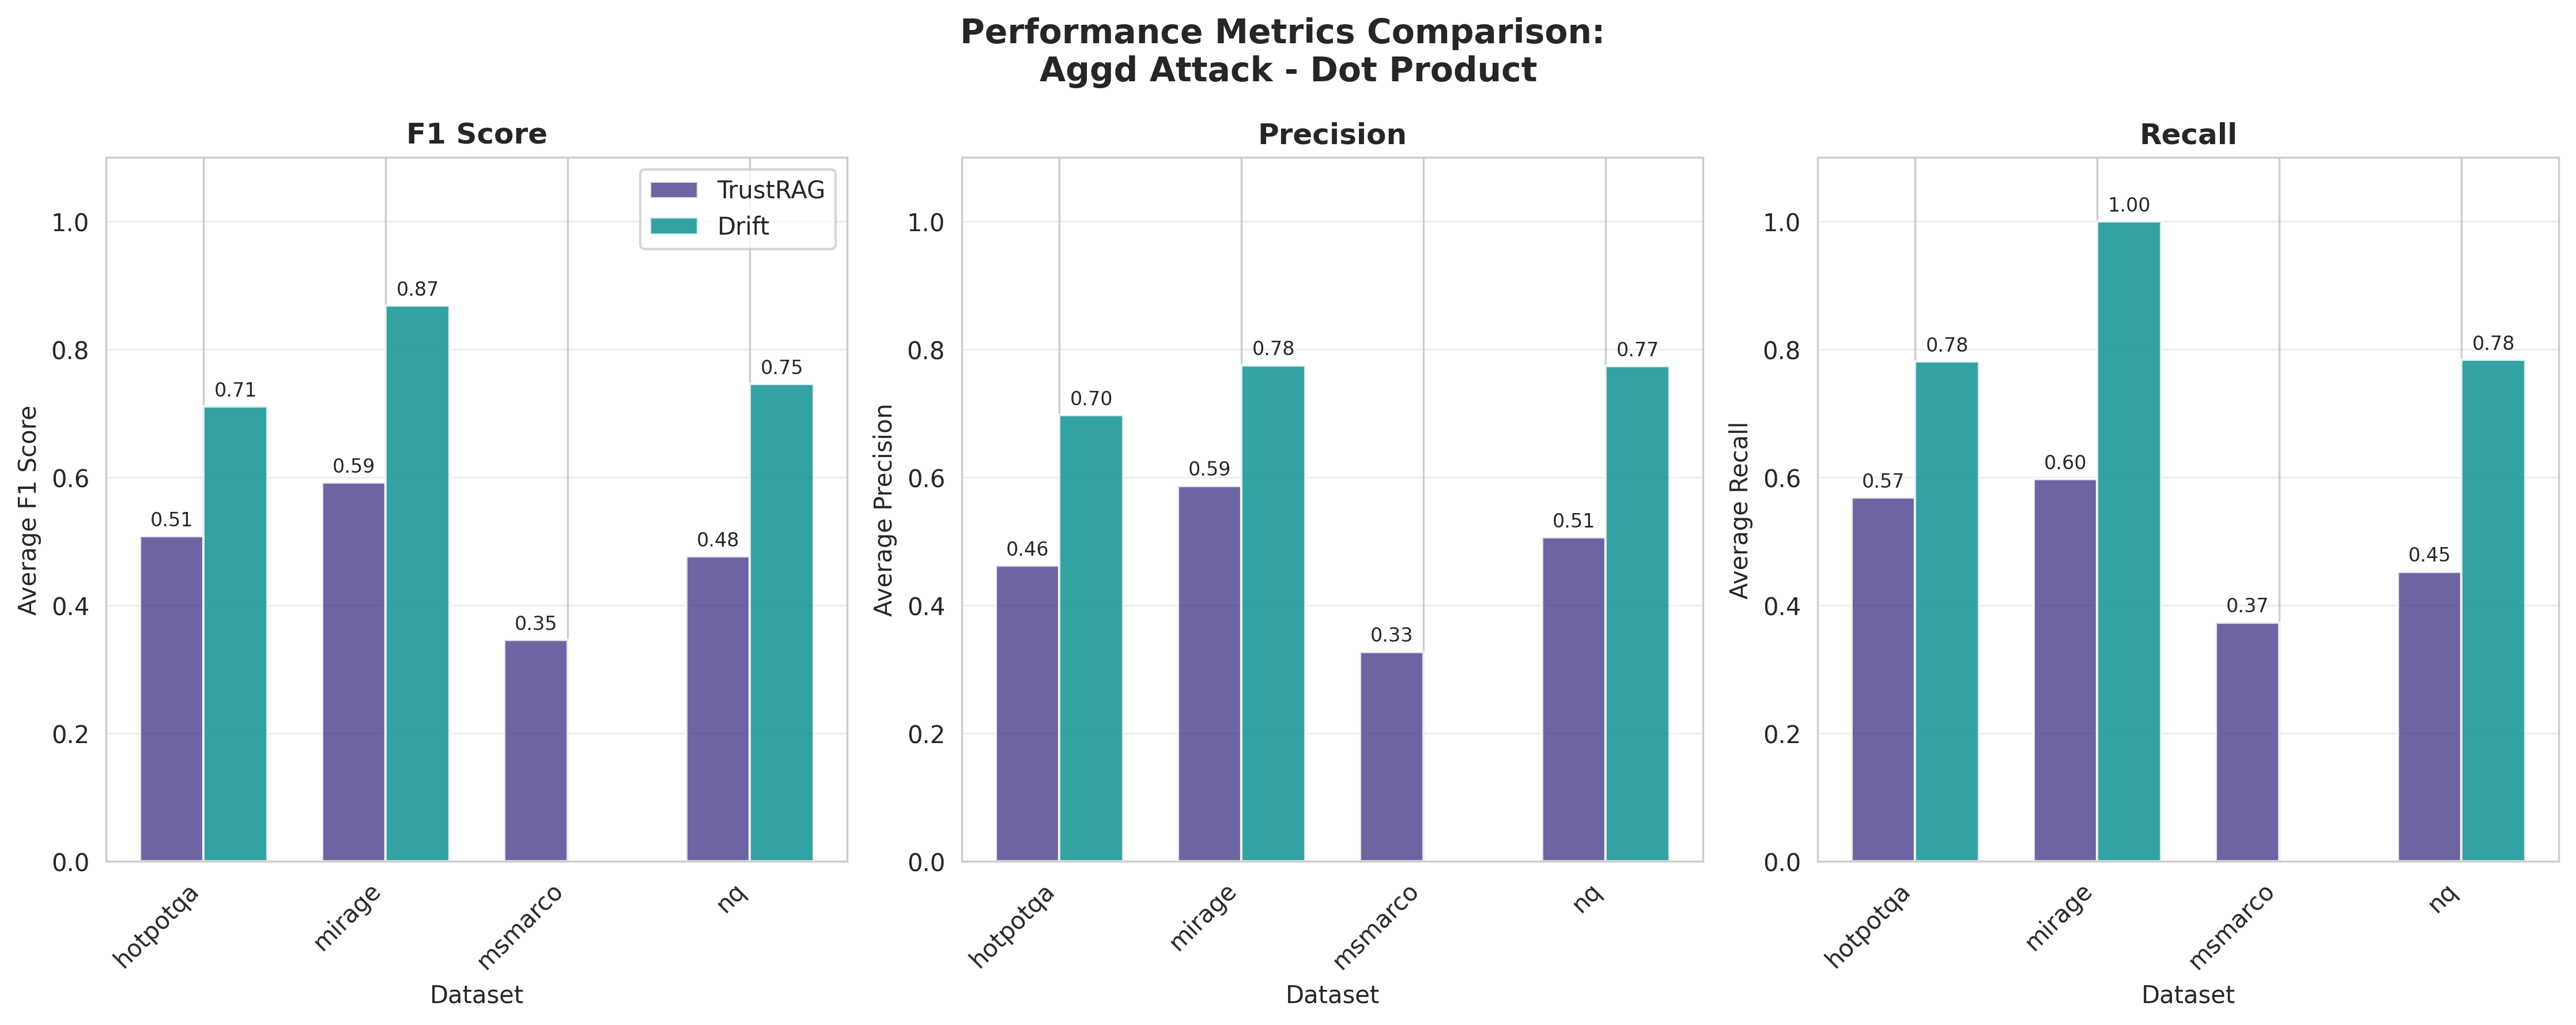 Performance Metrics Comparison:
Aggd Attack - Dot Product
F1 Score
TrustRAG
Drift
Average F1 Score
1.0
0.8
0.6
0.4
0.2
0.0
0.51
0.71
0.59
0.87
0.35
0.48
0.75
hotpotqa
mirage
msmarco
nq
Dataset
Precision
Average Precision
1.0
0.8
0.6
0.4
0.2
0.0
0.46
0.70
0.59
0.78
0.33
0.51
0.77
hotpotqa
mirage
msmarco
nq
Dataset
Recall
Average Recall
1.0
0.8
0.6
0.4
0.2
0.0
0.57
0.78
0.60
1.00
0.37
0.45
0.78
hotpotqa
mirage
msmarco
nq
Dataset